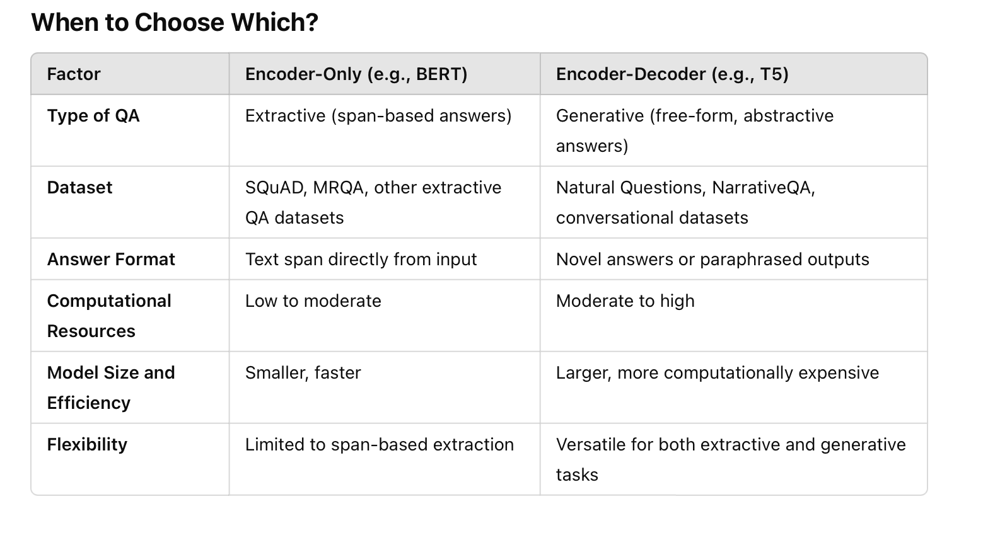 When to Choose Which?
Factor
Encoder-Only (e.g., BERT)
Encoder-Decoder (e.g., T5)
Type of QA
Extractive (span-based answers)
Generative (free-form, abstractive
answers)
Dataset
SQuAD, MRQA, other extractive
QA datasets
Natural Questions, NarrativeQA,
conversational datasets
Answer Format
Text span directly from input
Novel answers or paraphrased outputs
Computational
Resources
Low to moderate
Moderate to high
Model Size and
Efficiency
Smaller, faster
Larger, more computationally expensive
Flexibility
Limited to span-based extraction
Versatile for both extractive and generative
tasks